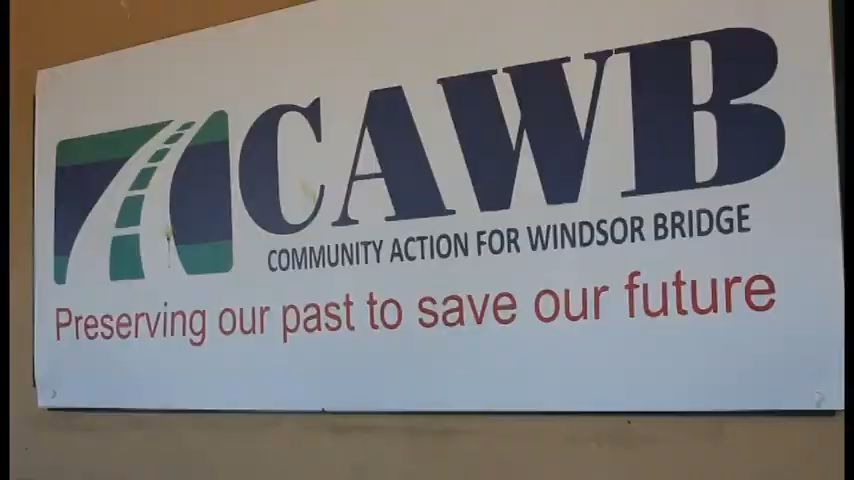 CAWB
COMMUNITY ACTION FOR WINDSOR BRIDGE
Preserving our past to save our future